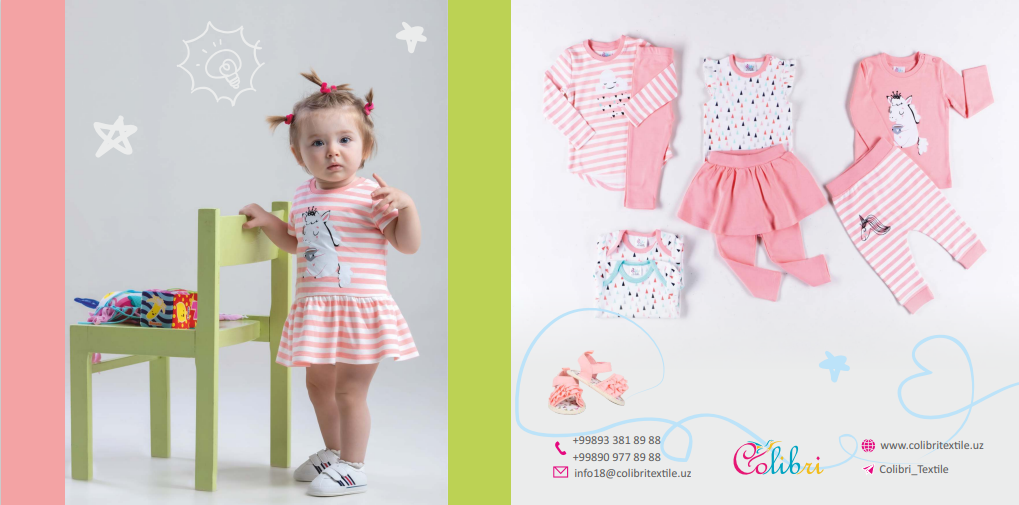 +99893 381 89 88
+99890 977 89 88
info18@colibritextile.uz
Colibri
www.colibritextile.uz
Colibri_Textile